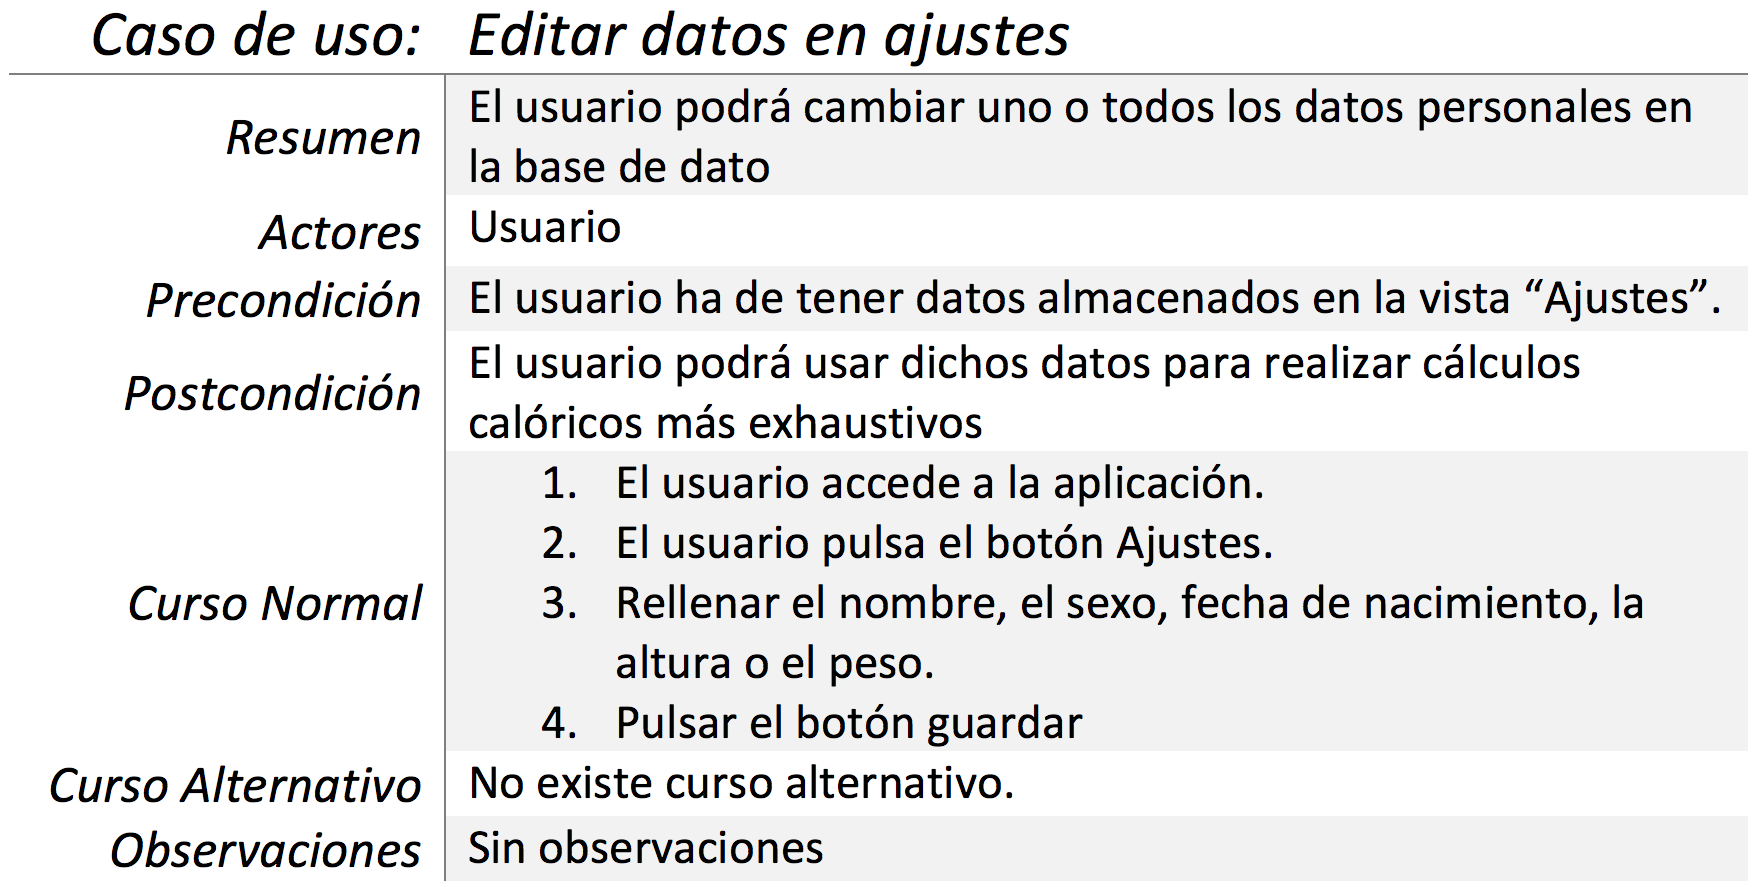 Caso de uso: Editar datos en ajustes
Resumen
El usuario podrá cambiar uno o todos los datos personales en
la base de dato
Actores
Usuario
Precondición
El usuario ha de tener datos almacenados en la vista “Ajustes”.
Postcondición
El usuario podrá usar dichos datos para realizar cálculos
calóricos más exhaustivos
Curso Normal
1. El usuario accede a la aplicación.
2. El usuario pulsa el botón Ajustes.
3. Rellenar el nombre, el sexo, fecha de nacimiento, la
altura o el peso.
4. Pulsar el botón guardar
Curso Alternativo
No existe curso alternativo.
Observaciones
Sin observaciones